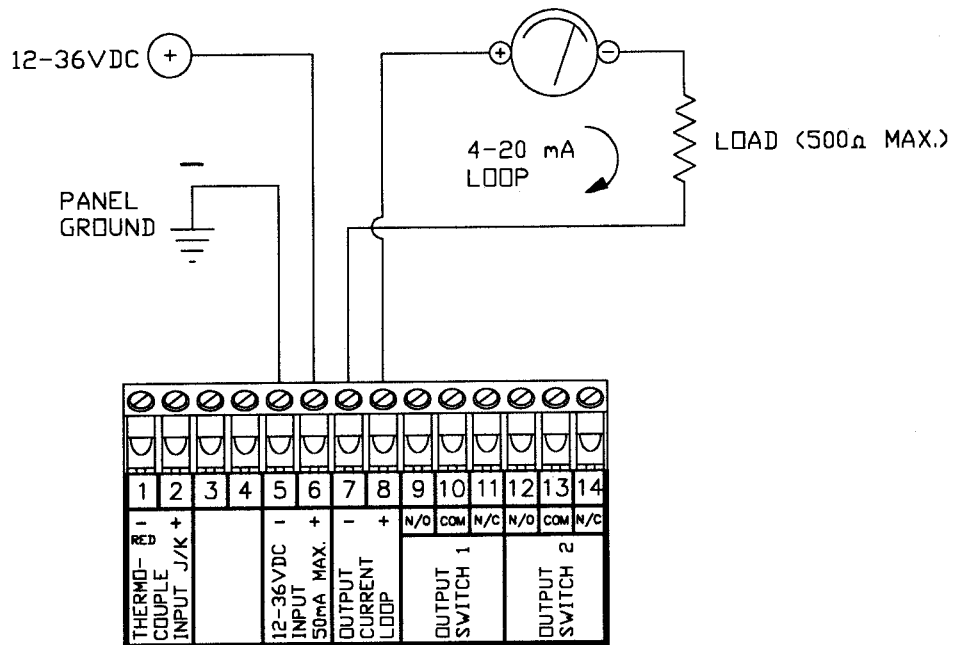 12-36VDC +
+ -
4-20 mA
LOOP
LOAD (500Ω MAX.)
-
PANEL
GROUND
1 2 3 4 5 6 7 8 9 10 11 12 13 14
- + - + - + N/O COM N/C N/O COM N/C
RED
THERMO-
COUPLE
INPUT J/K
12-36VDC
INPUT
50mA MAX.
OUTPUT
CURRENT
LOOP
OUTPUT
SWITCH 1
OUTPUT
SWITCH 2